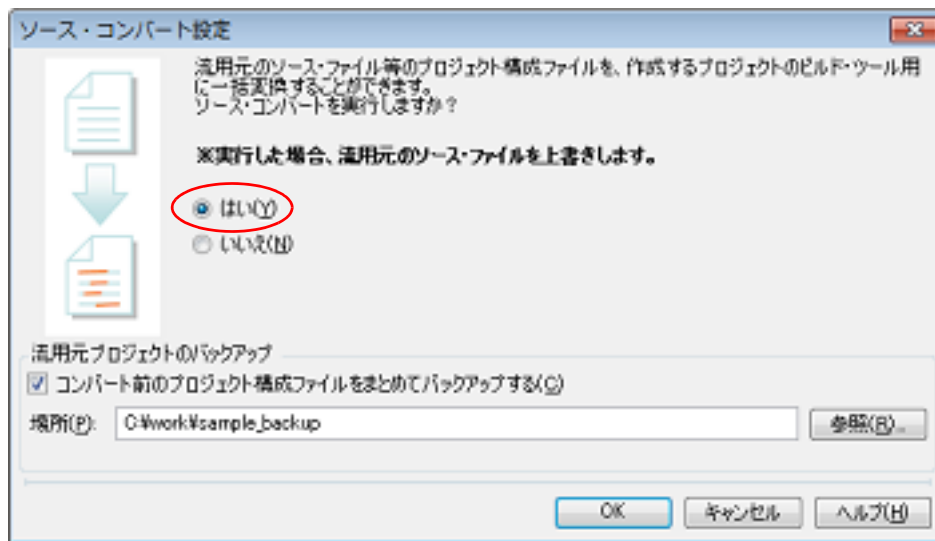 ソース・コンバート設定
流用元のソース・ファイル等のプロジェクト構成ファイルを、作成するプロジェクトのビルド・ツール用
に一括変換することができます。
ソース・コンバートを実行しますか？
※実行した場合、流用元のソース・ファイルを上書きします。
はい(Y)
いいえ(N)
流用元プロジェクトのバックアップ
コンバート前のプロジェクト構成ファイルをまとめてバックアップする(C)
場所(P): C:¥work¥sample_backup 参照(R)...
OK キャンセル ヘルプ(H)